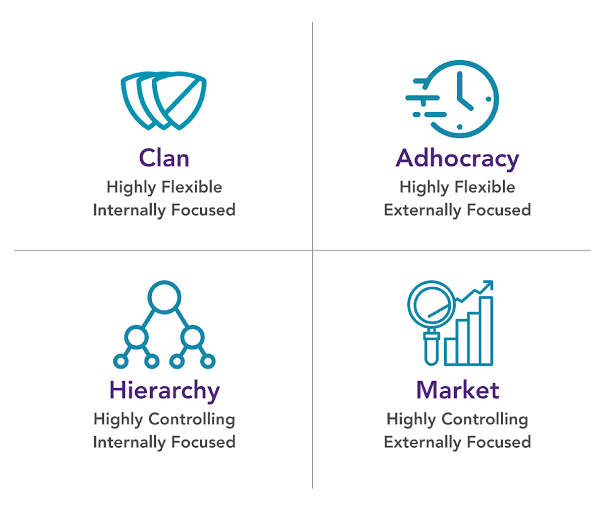 Clan
Highly Flexible
Internally Focused
Adhocracy
Highly Flexible
Externally Focused
Hierarchy
Highly Controlling
Internally Focused
Market
Highly Controlling
Externally Focused